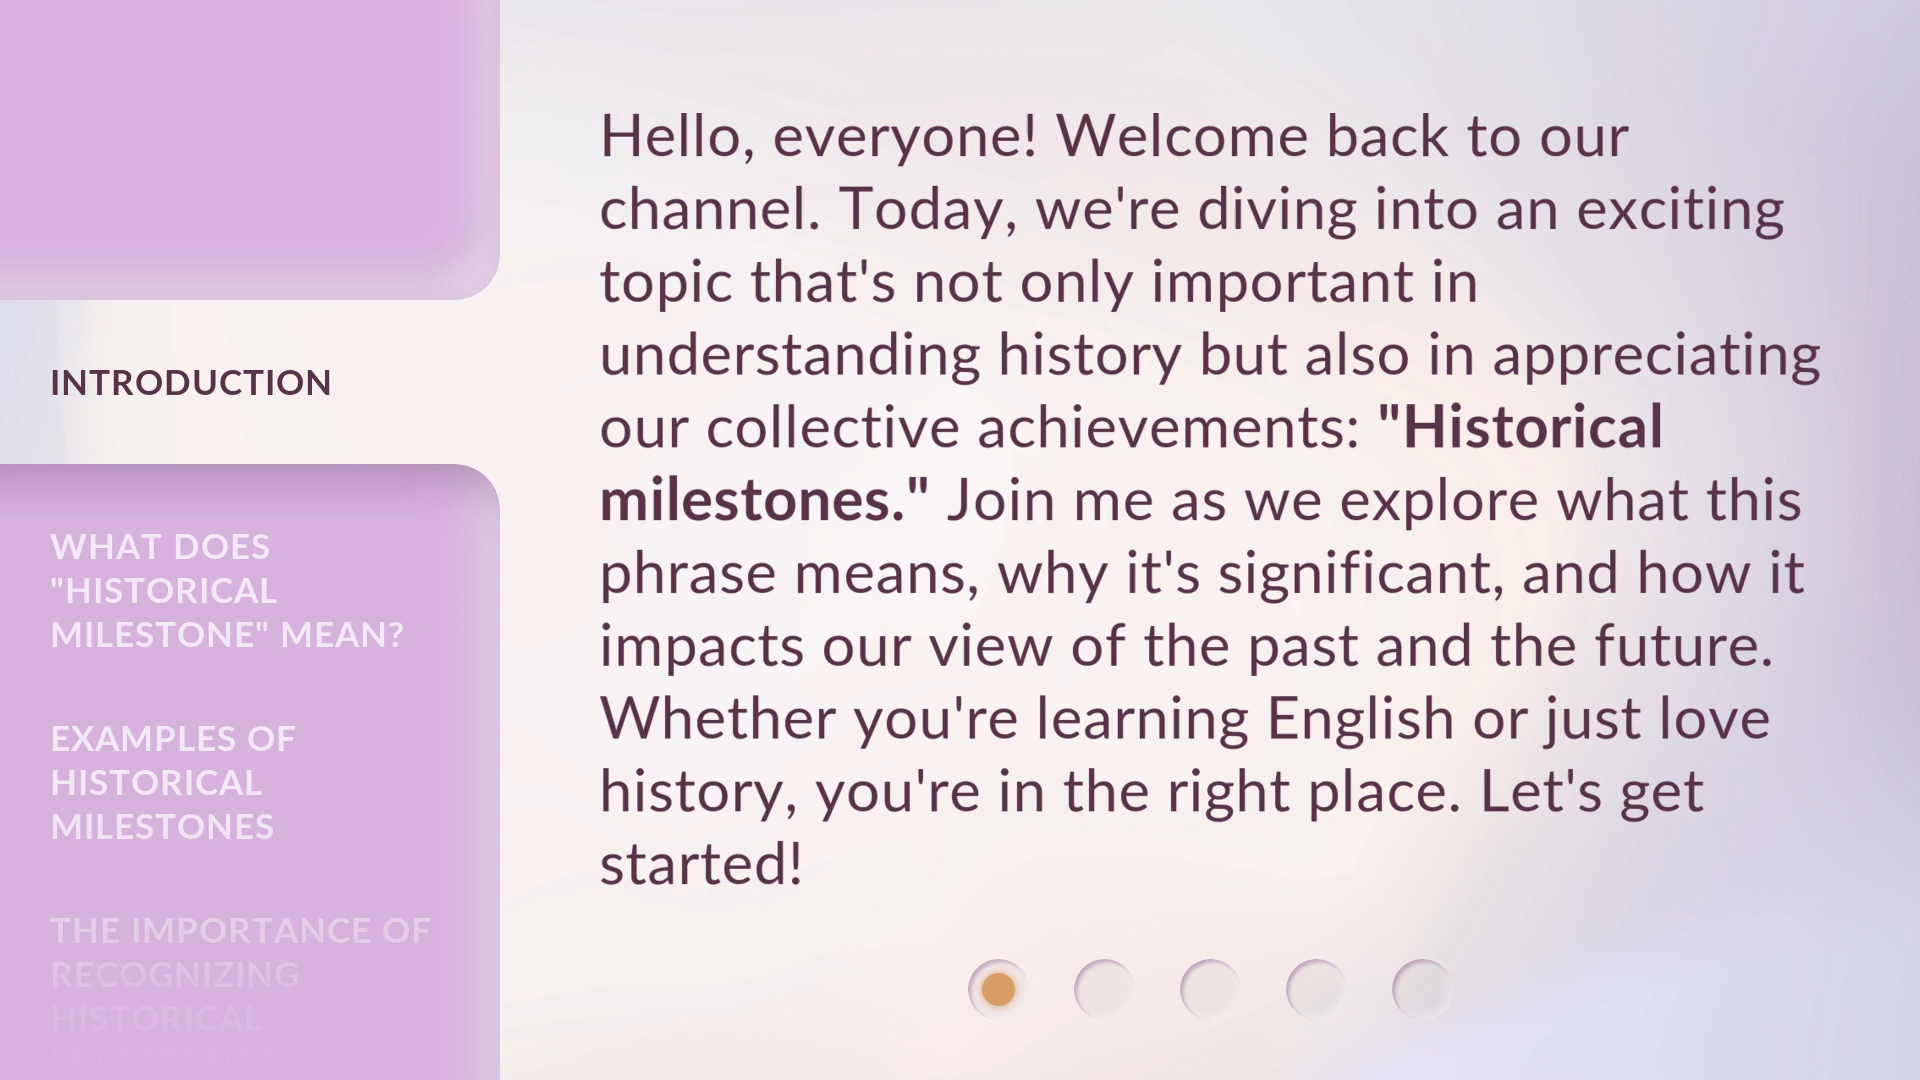 INTRODUCTION
WHAT DOES
"HISTORICAL
MILESTONE" MEAN?
EXAMPLES OF
HISTORICAL
MILESTONES
THE IMPORTANCE OF
RECOGNIZING
HISTORICAL
MILESTONES
Hello, everyone! Welcome back to our
channel. Today, we're diving into an exciting
topic that's not only important in
understanding history but also in appreciating
our collective achievements: "Historical
milestones." Join me as we explore what this
phrase means, why it's significant, and how it
impacts our view of the past and the future.
Whether you're learning English or just love
history, you're in the right place. Let's get
started!